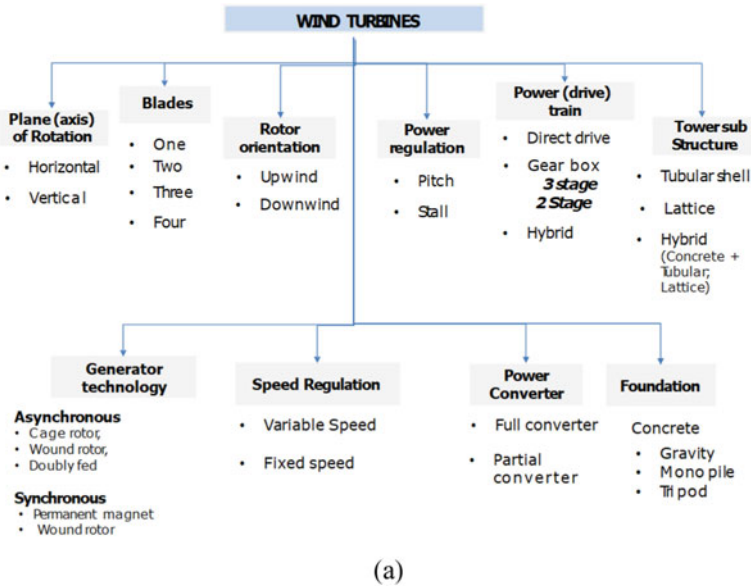 WIND TURBINES
Plane (axis)
of Rotation
• Horizontal
• Vertical
Blades
• One
• Two
• Three
• Four
Rotor
orientation
• Upwind
• Downwind
Power
regulation
• Pitch
• Stall
Power (drive)
train
• Direct drive
• Gear box
3 stage
2 Stage
• Hybrid
Tower sub
Structure
• Tubular shell
• Lattice
• Hybrid
(Concrete +
Tubular;
Lattice)
Generator
technology
Asynchronous
• Cage rotor,
• Wound rotor,
• Doubly fed
Synchronous
• Permanent magnet
• Wound rotor
Speed Regulation
• Variable Speed
• Fixed speed
Power
Converter
• Full converter
• Partial
converter
Foundation
Concrete
• Gravity
• Mono pile
• Tripod
(a)